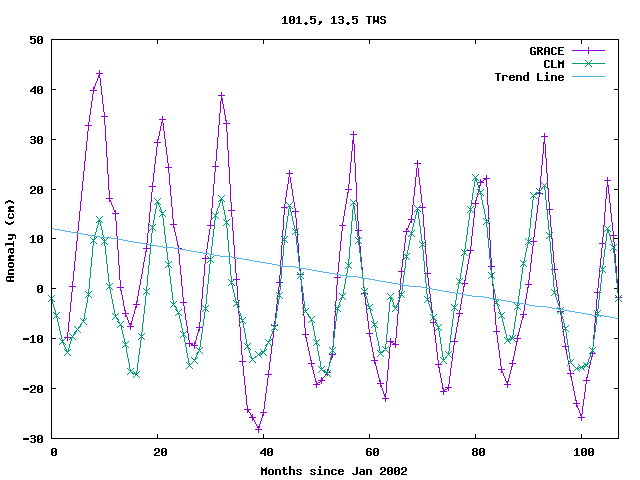 101.5, 13.5 TWS
GRACE
CLM
Trend Line
50
40
30
20
10
0
-10
-20
-30
Anomaly (cm)
0 20 40 60 80 100
Months since Jan 2002